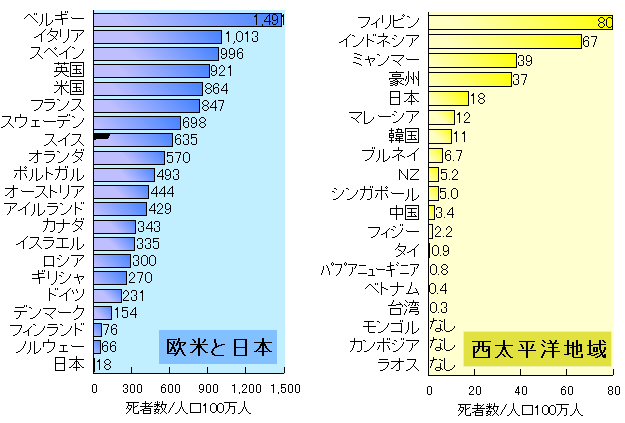 ベルギー 1,491
イタリア 1,013
スペイン 996
英国 921
米国 864
フランス 847
スウェーデン 698
スイス 635
オランダ 570
ポルトガル 493
オーストリア 444
アイルランド 429
カナダ 343
イスラエル 335
ロシア 300
ギリシャ 270
ドイツ 231
デンマーク 154
フィンランド 76
ノルウェー 66
日本 18
欧米と日本
0 300 600 900 1,200 1,500
死者数/人口100万人
フィリピン 80
インドネシア 67
ミャンマー 39
豪州 37
日本 18
マレーシア 12
韓国 11
ブルネイ 6.7
NZ 5.2
シンガポール 5.0
中国 3.4
フィジー 2.2
タイ 0.9
パプアニューギニア 0.8
ベトナム 0.4
台湾 0.3
モンゴル なし
カンボジア なし
ラオス なし
西太平洋地域
0 20 40 60 80
死者数/人口100万人